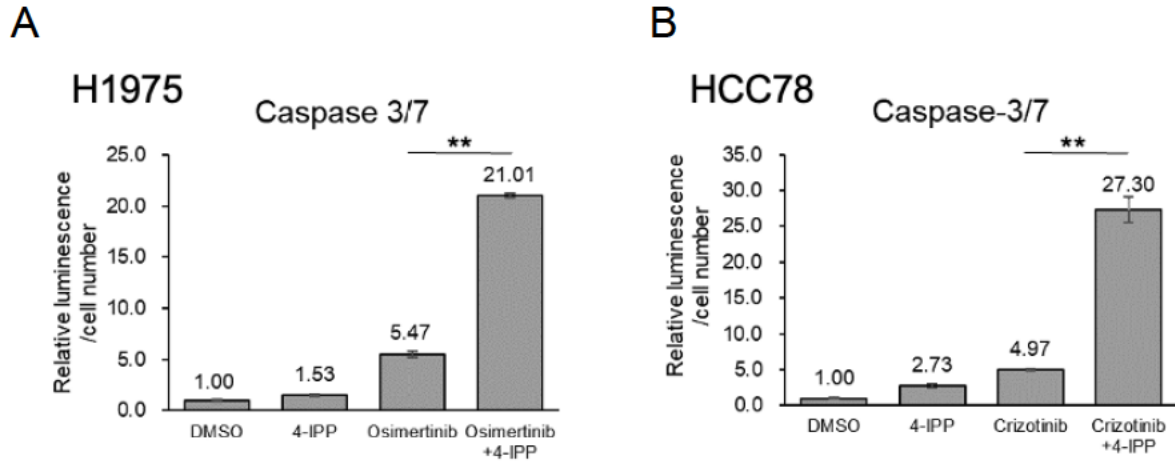 A
H1975
Caspase 3/7
Relative luminescence
/cell number
25.0
20.0
15.0
10.0
5.0
0.0
**
1.00
1.53
5.47
21.01
DMSO
4-IPP
Osimertinib
Osimertinib
+4-IPP
B
HCC78
Caspase-3/7
Relative luminescence
/cell number
35.0
30.0
25.0
20.0
15.0
10.0
5.0
0.0
**
1.00
2.73
4.97
27.30
DMSO
4-IPP
Crizotinib
Crizotinib
+4-IPP